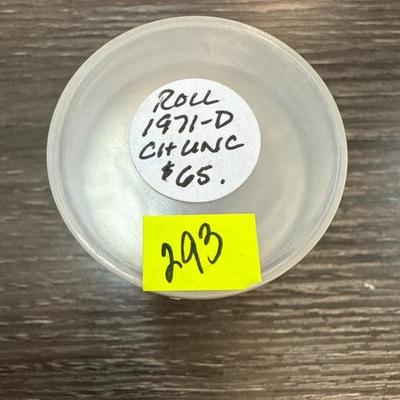 ROLL
1971-D
CH UNC
$65.
293